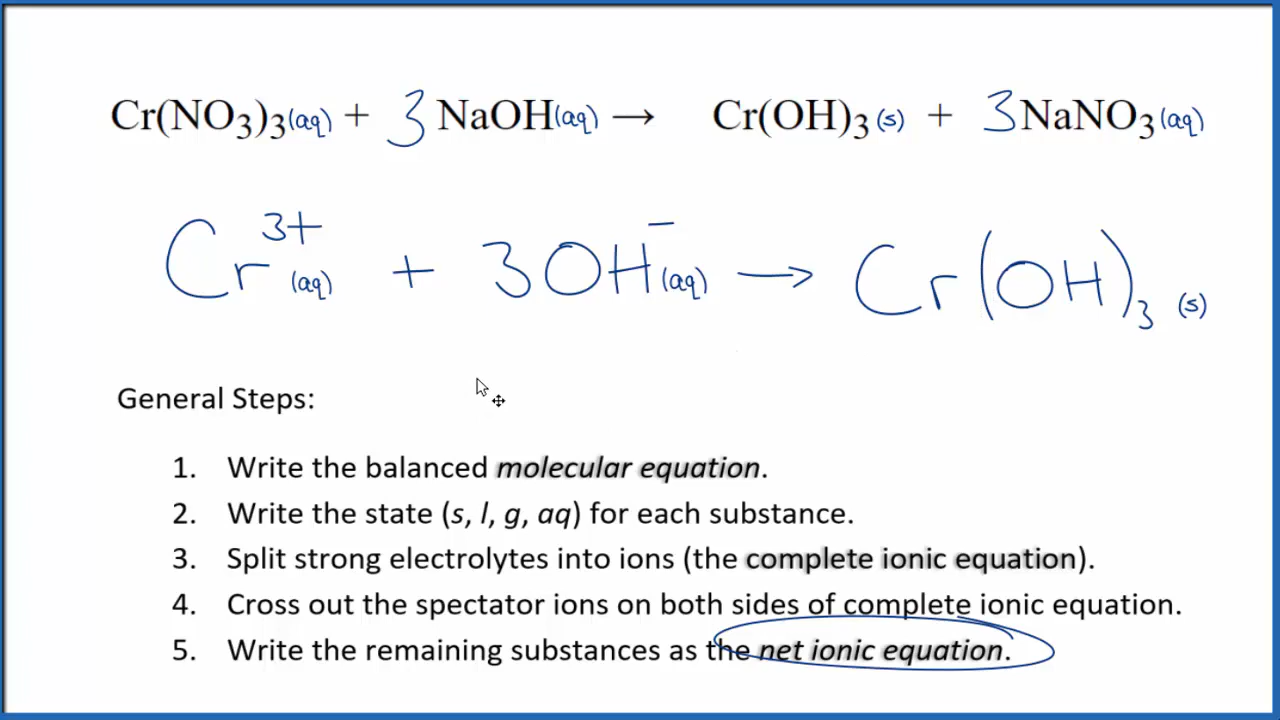 Cr(NO₃)₃(aq) + 3 NaOH(aq) → Cr(OH)₃ (s) + 3 NaNO₃(aq)
Cr³⁺(aq) + 3OH⁻(aq) → Cr(OH)₃ (s)
General Steps:
1. Write the balanced molecular equation.
2. Write the state (s, l, g, aq) for each substance.
3. Split strong electrolytes into ions (the complete ionic equation).
4. Cross out the spectator ions on both sides of complete ionic equation.
5. Write the remaining substances as the net ionic equation.